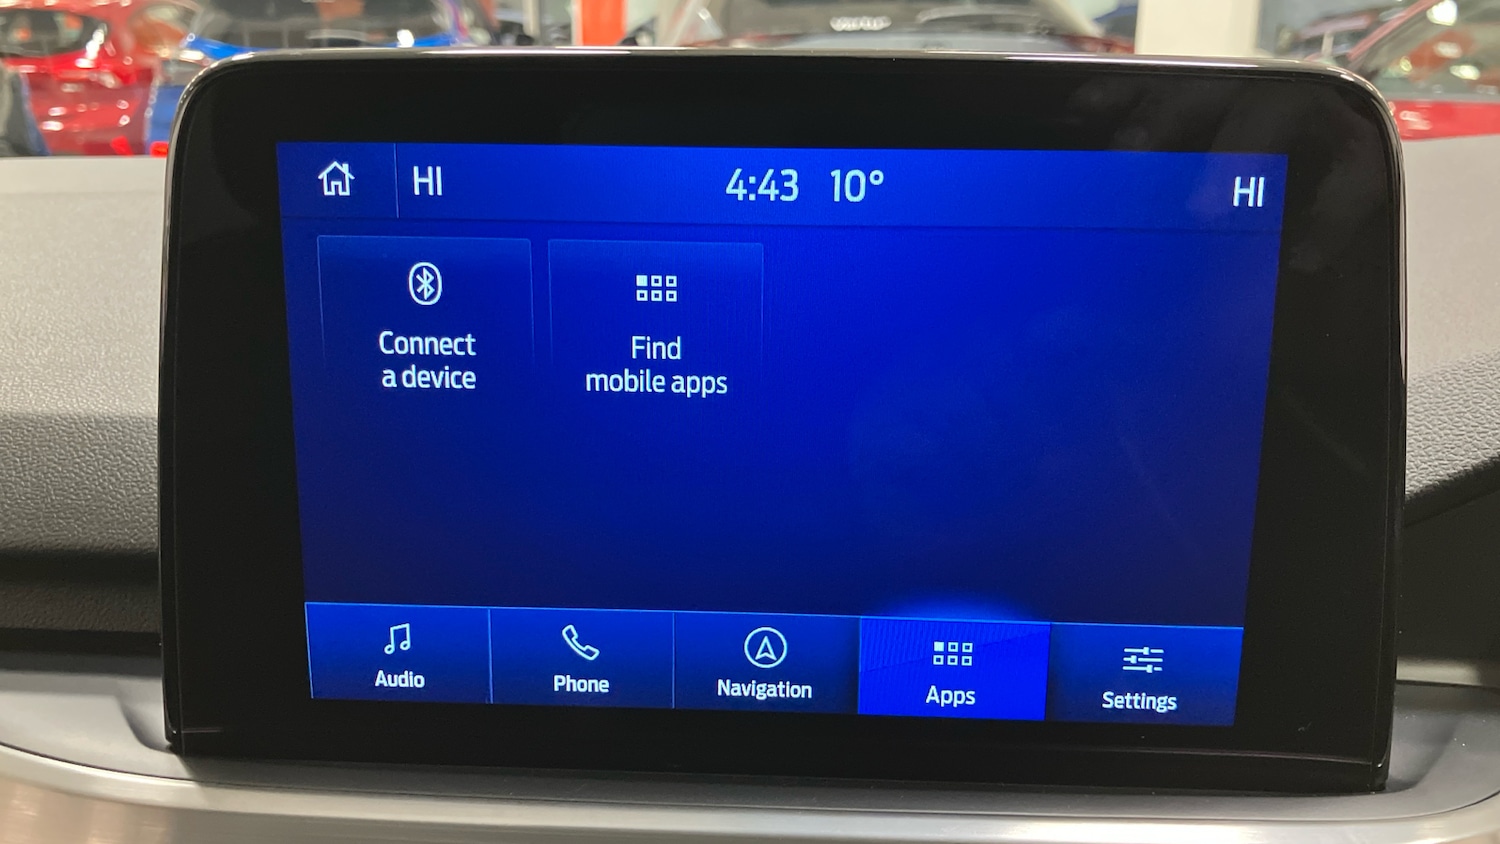 HI 4:43 10° HI
Connect
a device
Find
mobile apps
Audio
Phone
Navigation
Apps
Settings